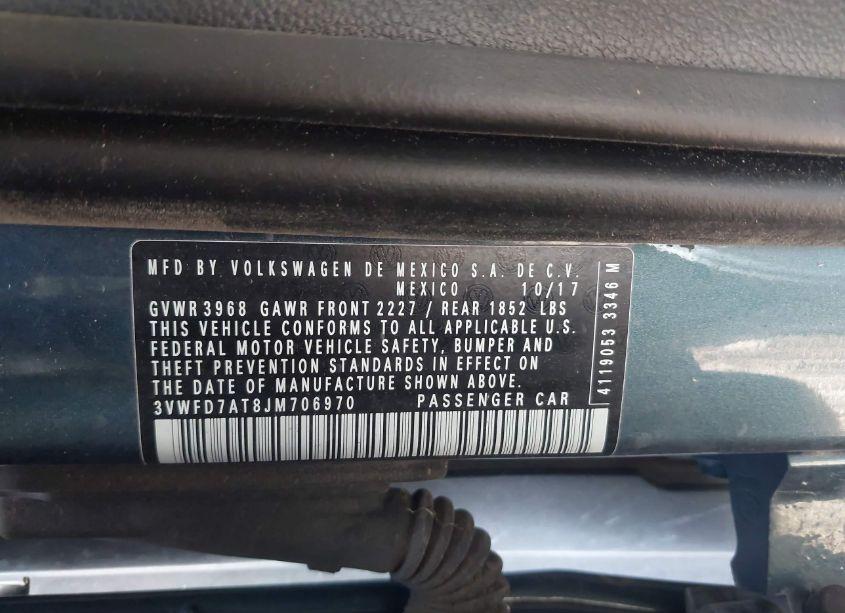 MFD BY VOLKSWAGEN DE MEXICO S.A. DE C.V.
MEXICO 10/17
GVWR 3968 GAWR FRONT 2227 / REAR 1852 LBS
THIS VEHICLE CONFORMS TO ALL APPLICABLE U.S.
FEDERAL MOTOR VEHICLE SAFETY, BUMPER AND
THEFT PREVENTION STANDARDS IN EFFECT ON
THE DATE OF MANUFACTURE SHOWN ABOVE.
3VWFD7AT8JM706970 PASSENGER CAR
4119053 3346 M